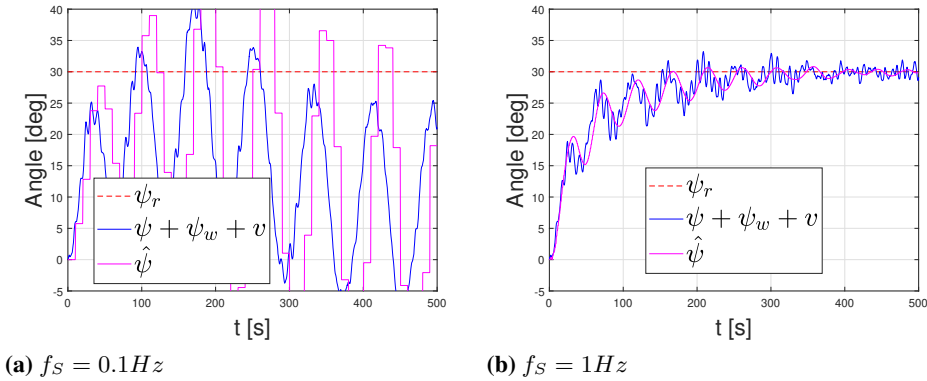 40
35
30
25
20
15
10
5
0
-5
0 100 200 300 400 500
Angle [deg]
t [s]
ψ_r
ψ + ψ_w + v
ψ̂
(a) f_S = 0.1Hz
40
35
30
25
20
15
10
5
0
-5
0 100 200 300 400 500
Angle [deg]
t [s]
ψ_r
ψ + ψ_w + v
ψ̂
(b) f_S = 1Hz